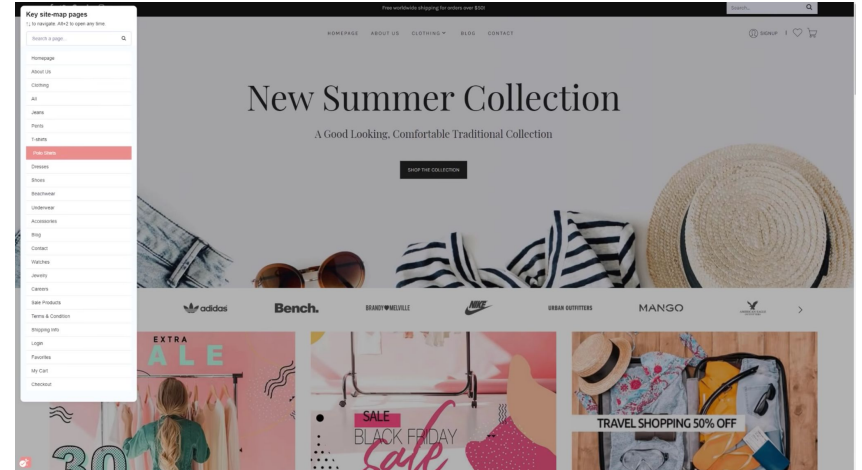 Key site-map pages
↑↓ to navigate. Alt+2 to open any time.
Search a page...
Homepage
About Us
Clothing
All
Jeans
Pants
T-shirts
Polo Shirts
Dresses
Shoes
Beachwear
Underwear
Accessories
Blog
Contact
Watches
Jewelry
Careers
Sale Products
Terms & Condition
Shipping Info
Login
Favorites
My Cart
Checkout
Free worldwide shipping for orders over $50!
Search...
HOMEPAGE ABOUT US CLOTHING BLOG CONTACT
SIGNUP
New Summer Collection
A Good Looking, Comfortable Traditional Collection
SHOP THE COLLECTION
adidas Bench. BRANDY MELVILLE NIKE URBAN OUTFITTERS MANGO
EXTRA
ALE
30
SALE
BLACK FRIDAY
Sale
TRAVEL SHOPPING 50% OFF